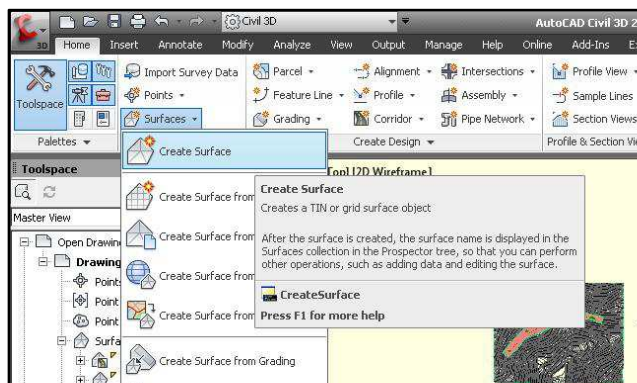 Civil 3D
AutoCAD Civil 3D 2
3D
Home Insert Annotate Modify Analyze View Output Manage Help Online Add-Ins
Toolspace
Import Survey Data
Points
Surfaces
Parcel
Feature Line
Grading
Alignment
Profile
Corridor
Intersections
Assembly
Pipe Network
Profile View
Sample Lines
Section Views
Palettes
Create Design
Profile & Section
Toolspace
Master View
Open
Drawing
Point
Point
Point
Create Surface
Create Surface from
Create Surface from
Create Surface from
Create Surface from
Create Surface from Grading
[2D Wireframe]
Create Surface
Creates a TIN or grid surface object
After the surface is created, the surface name is displayed in the
Surfaces collection in the Prospector tree, so that you can perform
other operations, such as adding data and editing the surface.
CreateSurface
Press F1 for more help